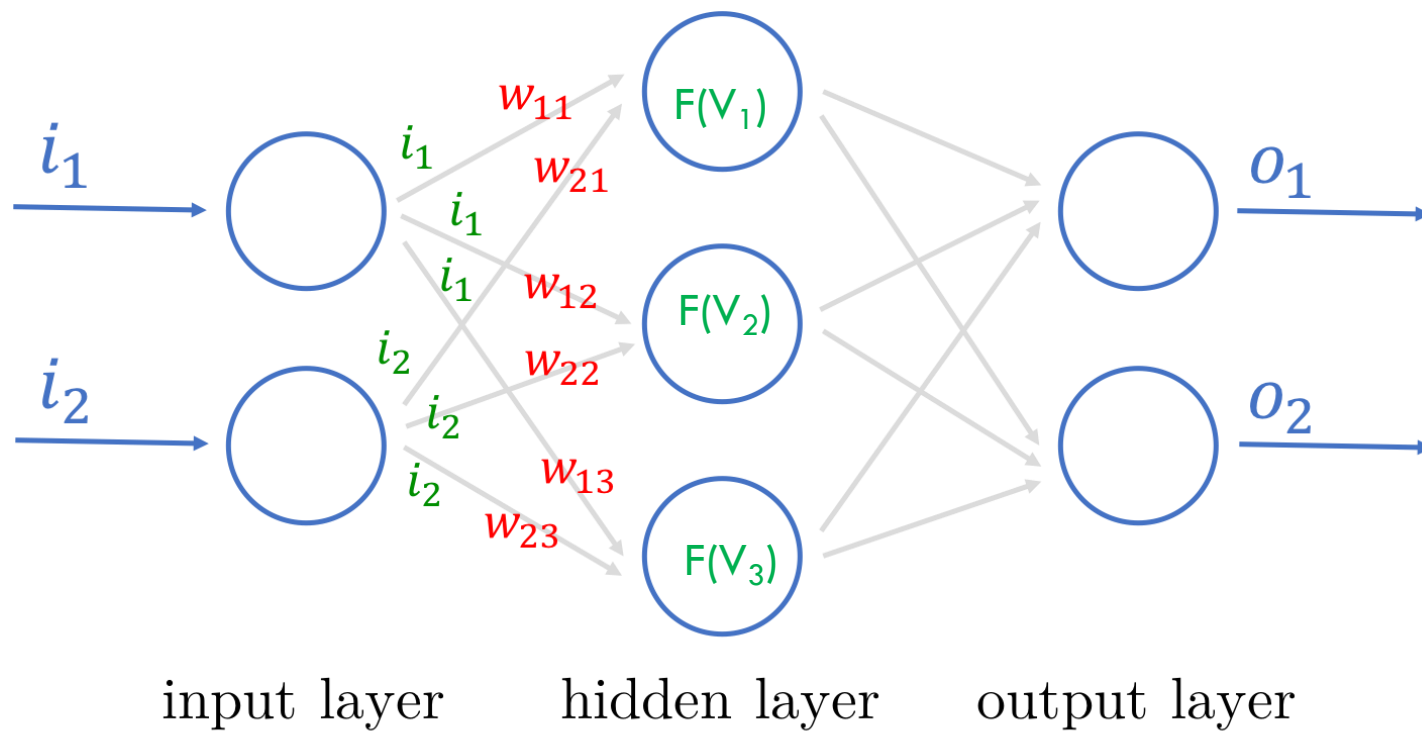 i₁
i₂
i₁
i₁
i₁
i₂
i₂
i₂
w₁₁
w₂₁
w₁₂
w₂₂
w₁₃
w₂₃
F(V₁)
F(V₂)
F(V₃)
o₁
o₂
input layer
hidden layer
output layer